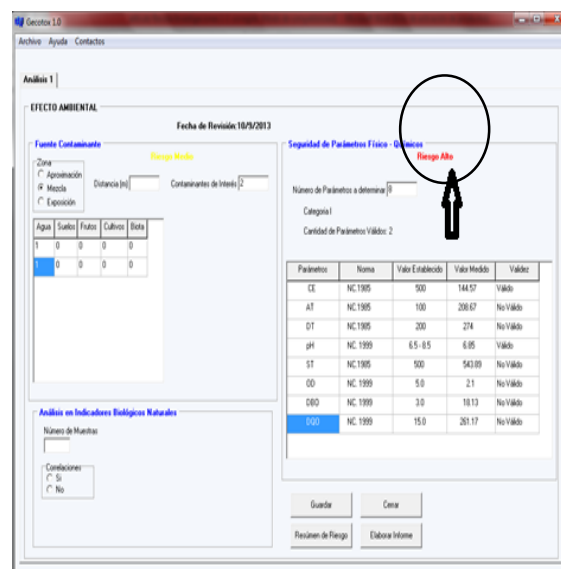 Gecotox 1.0
Archivo Ayuda Contactos
Análisis 1
EFECTO AMBIENTAL
Fecha de Revisión:10/9/2013
Fuente Contaminante
Riesgo Medio
Zona
Aproximación
Mezcla
Exposición
Distancia (m)
Contaminantes de Interés 2
Agua Suelos Frutos Cultivos Biota
1 0 0 0 0
1 0 0 0 0
Análisis en Indicadores Biológicos Naturales
Número de Muestras
Correlaciones
Si
No
Seguridad de Parámetros Físico - Químicos
Riesgo Alto
Número de Parámetros a determinar 8
Categoria I
Cantidad de Parámetros Válidos: 2
Parámetros Norma Valor Establecido Valor Medido Validez
CE NC.1985 500 144.57 Válido
AT NC.1985 100 208.67 No Válido
DT NC.1985 200 274 No Válido
pH NC. 1999 6.5 - 8.5 6.85 Válido
ST NC.1985 500 543.89 No Válido
OD NC. 1999 5.0 2.1 No Válido
DBO NC. 1999 3.0 18.13 No Válido
DQO NC. 1999 15.0 261.17 No Válido
Guardar Cerrar
Resúmen de Riesgo Elaborar Informe